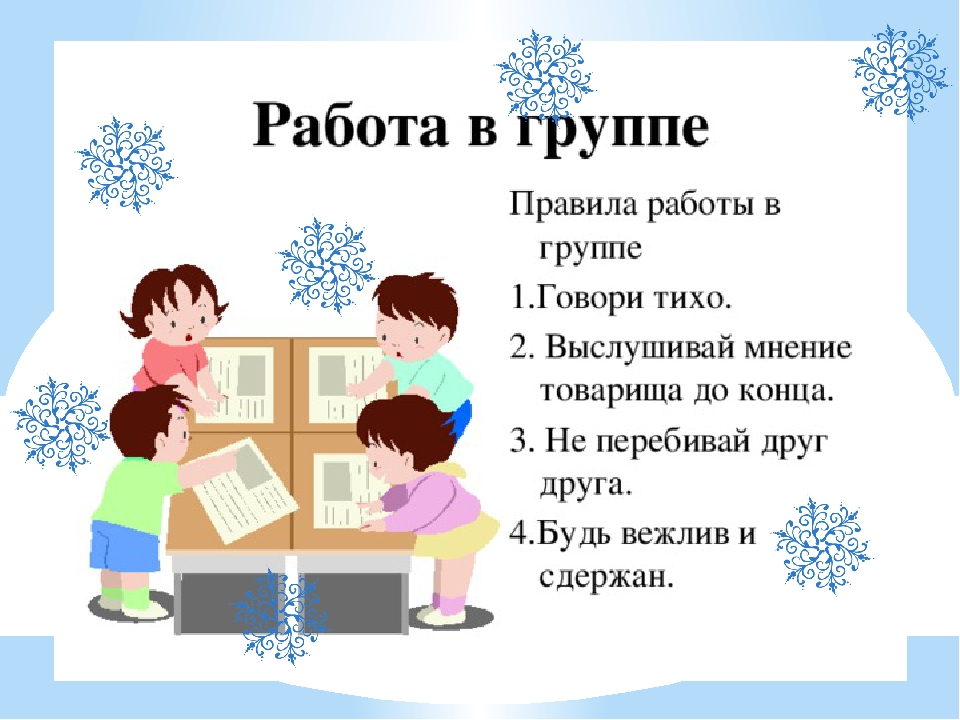 Работа в группе
Правила работы в
группе
1.Говори тихо.
2. Выслушивай мнение
товарища до конца.
3. Не перебивай друг
друга.
4.Будь вежлив и
сдержан.